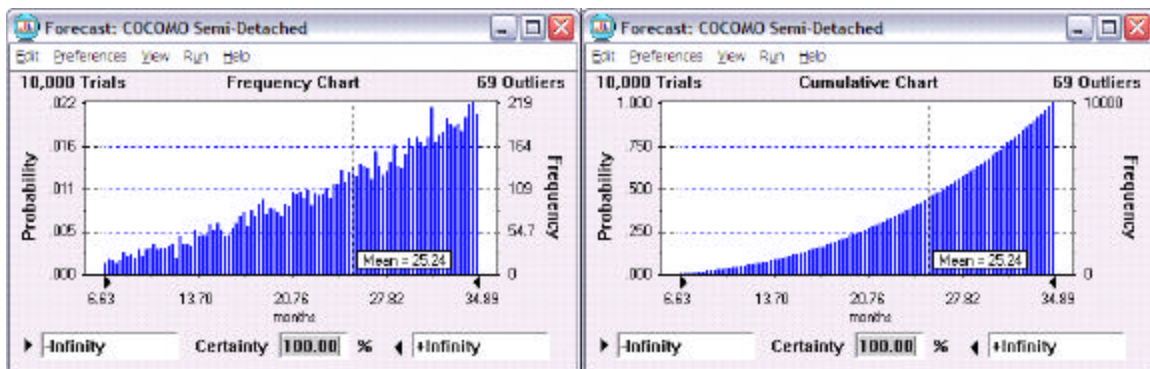 Forecast: COCOMO Semi-Detached
Edit Preferences View Run Help
10,000 Trials Frequency Chart 69 Outliers
.022 219
.016 164
.011 109
.005 54.7
.000 0
Probability
Frequency
Mean = 25.24
6.63 13.70 20.76 27.82 34.89
months
-Infinity Certainty 100.00 % +Infinity
Forecast: COCOMO Semi-Detached
Edit Preferences View Run Help
10,000 Trials Cumulative Chart 69 Outliers
1.000 10000
.750
.500
.250
.000 0
Probability
Frequency
Mean = 25.24
6.63 13.70 20.76 27.82 34.89
months
-Infinity Certainty 100.00 % +Infinity